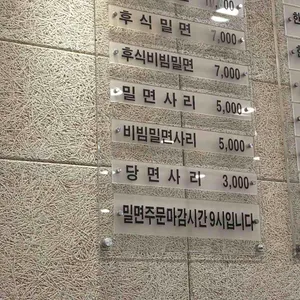 후식밀면 7,000
후식비빔밀면 7,000
밀면사리 5,000
비빔밀면사리 5,000
당면사리 3,000
밀면주문마감시간 9시입니다